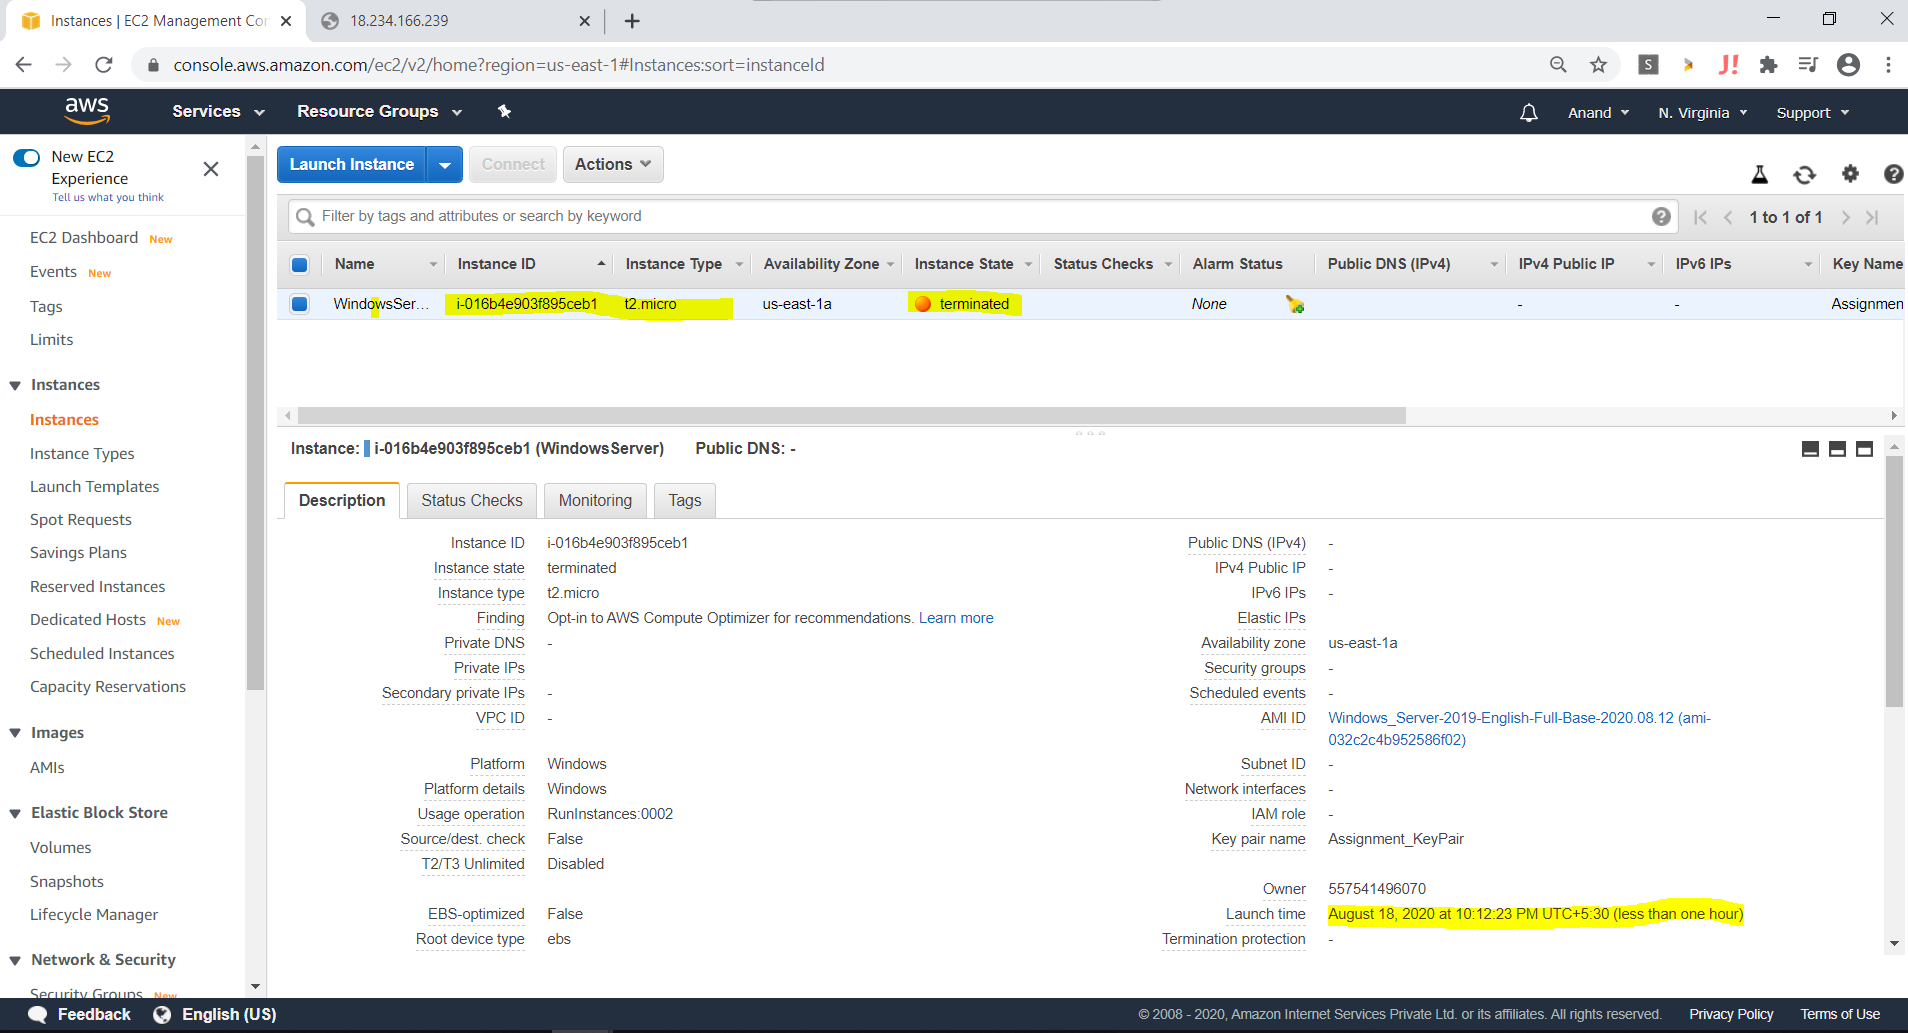 Instances | EC2 Management Con
18.234.166.239
console.aws.amazon.com/ec2/v2/home?region=us-east-1#Instances:sort=instanceId
S
J!
aws
Services
Resource Groups
Anand
N. Virginia
Support
New EC2
Experience
Tell us what you think
EC2 Dashboard New
Events New
Tags
Limits
Instances
Instances
Instance Types
Launch Templates
Spot Requests
Savings Plans
Reserved Instances
Dedicated Hosts New
Scheduled Instances
Capacity Reservations
Images
AMIs
Elastic Block Store
Volumes
Snapshots
Lifecycle Manager
Network & Security
Security Groups New
Launch Instance
Connect
Actions
Filter by tags and attributes or search by keyword
1 to 1 of 1
Name Instance ID Instance Type Availability Zone Instance State Status Checks Alarm Status Public DNS (IPv4) IPv4 Public IP IPv6 IPs Key Name
WindowsSer... i-016b4e903f895ceb1 t2.micro us-east-1a terminated None - - Assignmen
Instance: i-016b4e903f895ceb1 (WindowsServer) Public DNS: -
Description
Status Checks
Monitoring
Tags
Instance ID i-016b4e903f895ceb1
Instance state terminated
Instance type t2.micro
Finding Opt-in to AWS Compute Optimizer for recommendations. Learn more
Private DNS -
Private IPs
Secondary private IPs -
VPC ID -
Platform Windows
Platform details Windows
Usage operation RunInstances:0002
Source/dest. check False
T2/T3 Unlimited Disabled
EBS-optimized False
Root device type ebs
Public DNS (IPv4) -
IPv4 Public IP -
IPv6 IPs -
Elastic IPs
Availability zone us-east-1a
Security groups -
Scheduled events -
AMI ID Windows_Server-2019-English-Full-Base-2020.08.12 (ami-
032c2c4b952586f02)
Subnet ID -
Network interfaces -
IAM role -
Key pair name Assignment_KeyPair
Owner 557541496070
Launch time August 18, 2020 at 10:12:23 PM UTC+5:30 (less than one hour)
Termination protection -
Feedback
English (US)
© 2008 - 2020, Amazon Internet Services Private Ltd. or its affiliates. All rights reserved.
Privacy Policy
Terms of Use